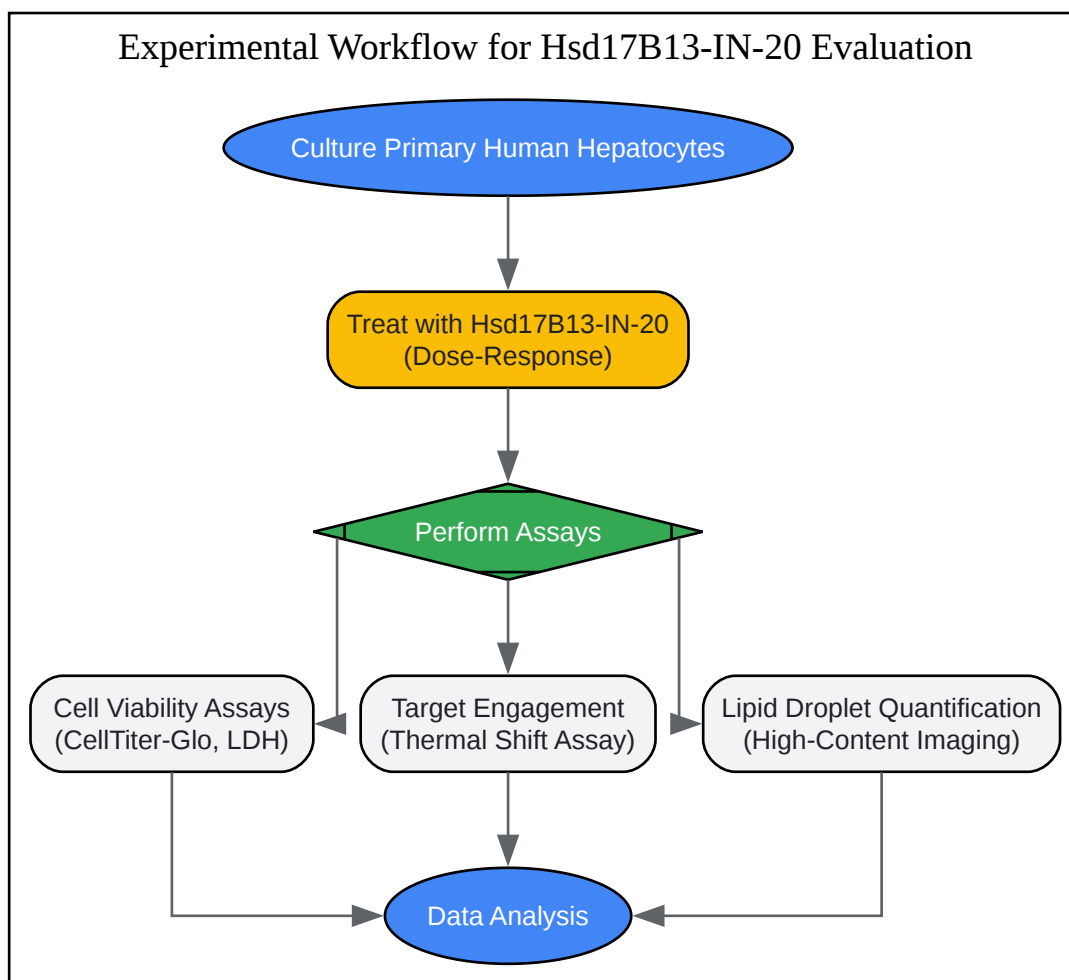 Experimental Workflow for Hsd17B13-IN-20 Evaluation
Culture Primary Human Hepatocytes
Treat with Hsd17B13-IN-20
(Dose-Response)
Perform Assays
Cell Viability Assays
(CellTiter-Glo, LDH)
Target Engagement
(Thermal Shift Assay)
Lipid Droplet Quantification
(High-Content Imaging)
Data Analysis